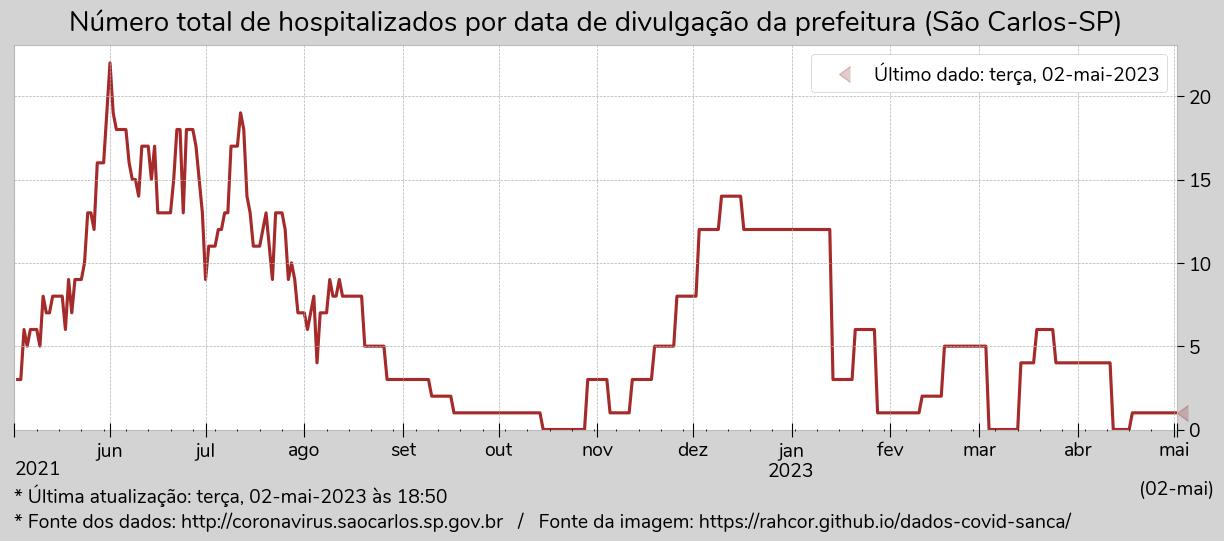 Número total de hospitalizados por data de divulgação da prefeitura (São Carlos-SP)
Último dado: terça, 02-mai-2023
20
15
10
5
0
jun jul ago set out nov dez jan fev mar abr mai
2021 2023
(02-mai)
* Última atualização: terça, 02-mai-2023 às 18:50
* Fonte dos dados: http://coronavirus.saocarlos.sp.gov.br / Fonte da imagem: https://rahcor.github.io/dados-covid-sanca/